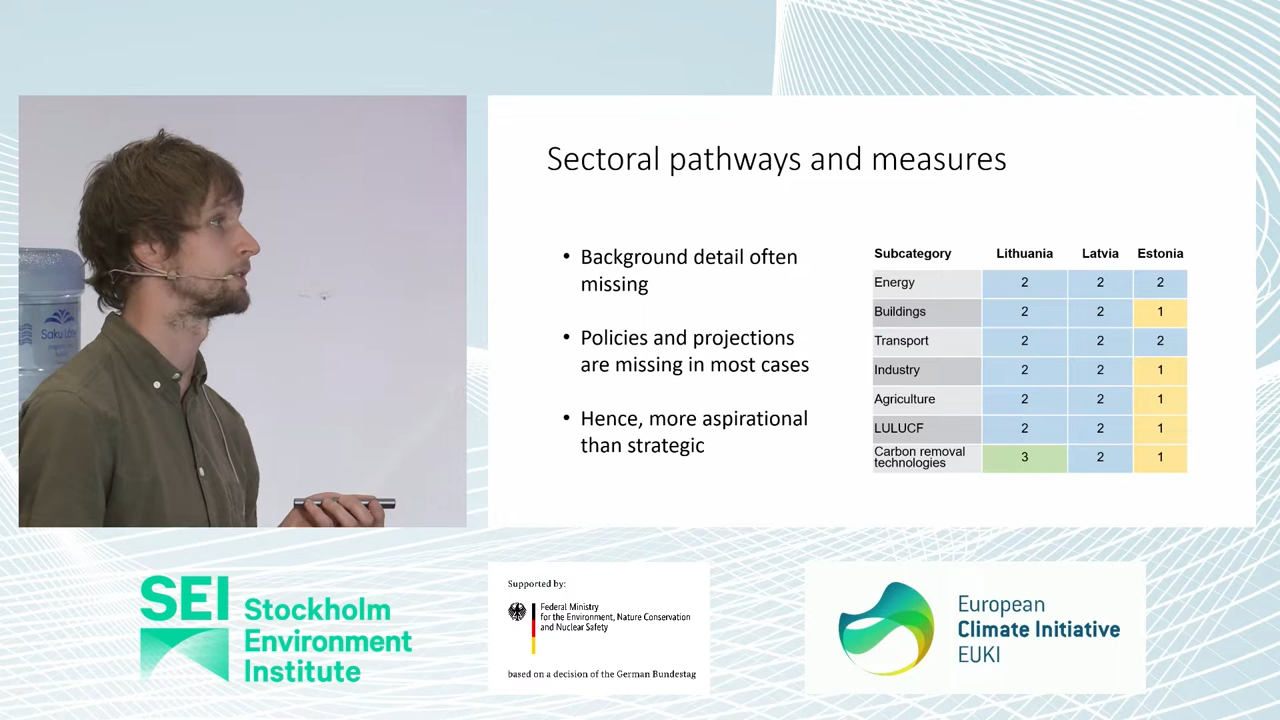 Sectoral pathways and measures
• Background detail often
missing
• Policies and projections
are missing in most cases
• Hence, more aspirational
than strategic
Subcategory Lithuania Latvia Estonia
Energy 2 2 2
Buildings 2 2 1
Transport 2 2 2
Industry 2 2 1
Agriculture 2 2 1
LULUCF 2 2 1
Carbon removal
technologies 3 2 1
SEI Stockholm
Environment
Institute
Supported by:
Federal Ministry
for the Environment, Nature Conservation
and Nuclear Safety
based on a decision of the German Bundestag
European
Climate Initiative
EUKI